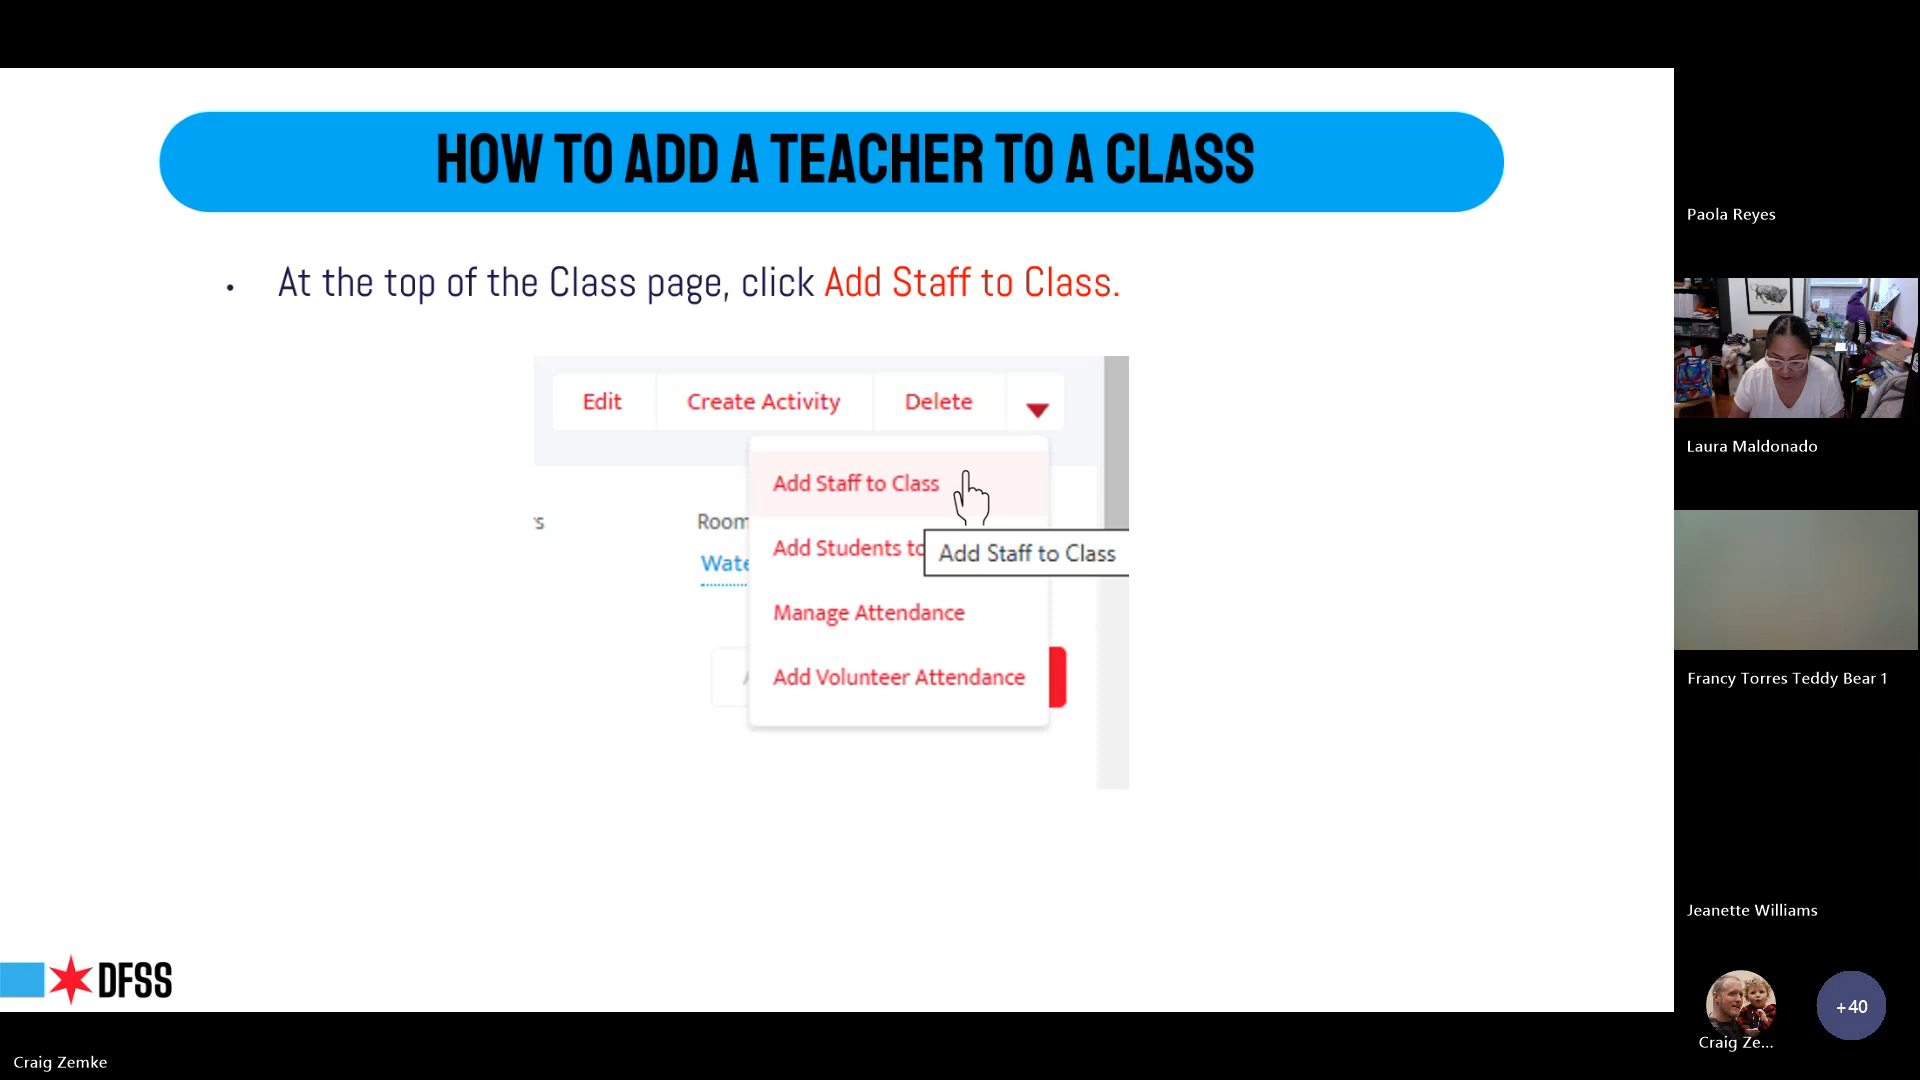 HOW TO ADD A TEACHER TO A CLASS
• At the top of the Class page, click Add Staff to Class.
Edit Create Activity Delete
Add Staff to Class
Room
Add Students to
Add Staff to Class
Wate
Manage Attendance
Add Volunteer Attendance
DFSS
Craig Zemke
Paola Reyes
Laura Maldonado
Francy Torres Teddy Bear 1
Jeanette Williams
+40
Craig Ze...